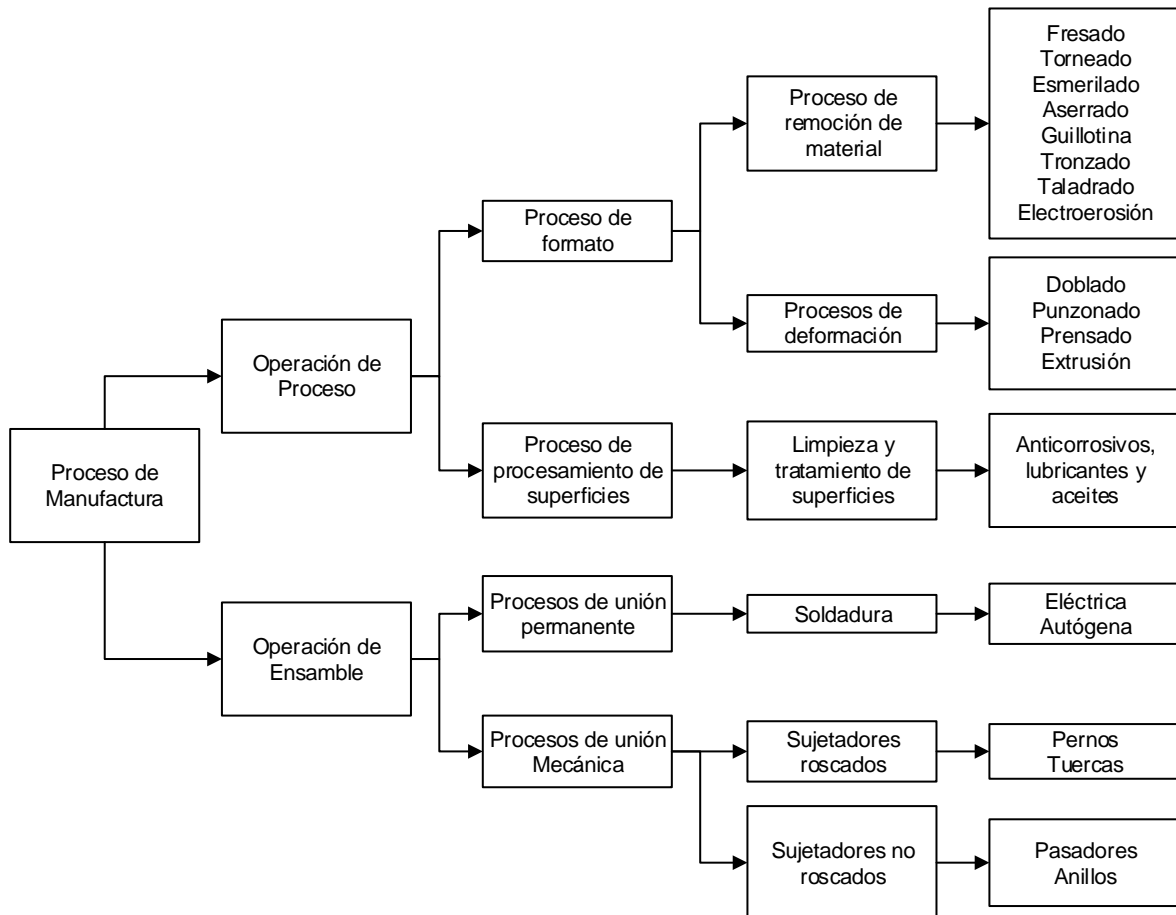 Proceso de
Manufactura
Operación de
Proceso
Proceso de
formato
Proceso de
remoción de
material
Fresado
Torneado
Esmerilado
Aserrado
Guillotina
Tronzado
Taladrado
Electroerosión
Procesos de
deformación
Doblado
Punzonado
Prensado
Extrusión
Proceso de
procesamiento de
superficies
Limpieza y
tratamiento de
superficies
Anticorrosivos,
lubricantes y
aceites
Operación de
Ensamble
Procesos de unión
permanente
Soldadura
Eléctrica
Autógena
Procesos de unión
Mecánica
Sujetadores
roscados
Pernos
Tuercas
Sujetadores no
roscados
Pasadores
Anillos